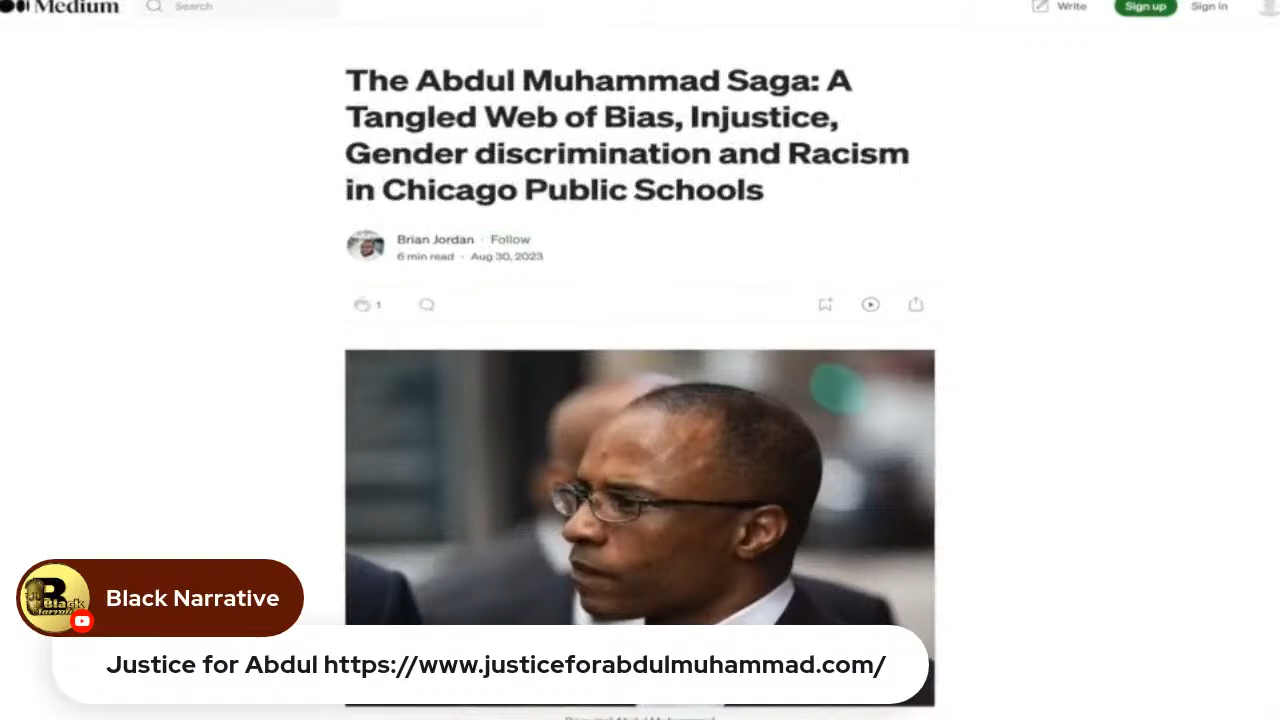 Medium
Search
Write
Sign up
Sign in
The Abdul Muhammad Saga: A
Tangled Web of Bias, Injustice,
Gender discrimination and Racism
in Chicago Public Schools
Brian Jordan · Follow
6 min read · Aug 30, 2023
1
Black Narrative
Justice for Abdul https://www.justiceforabdulmuhammad.com/